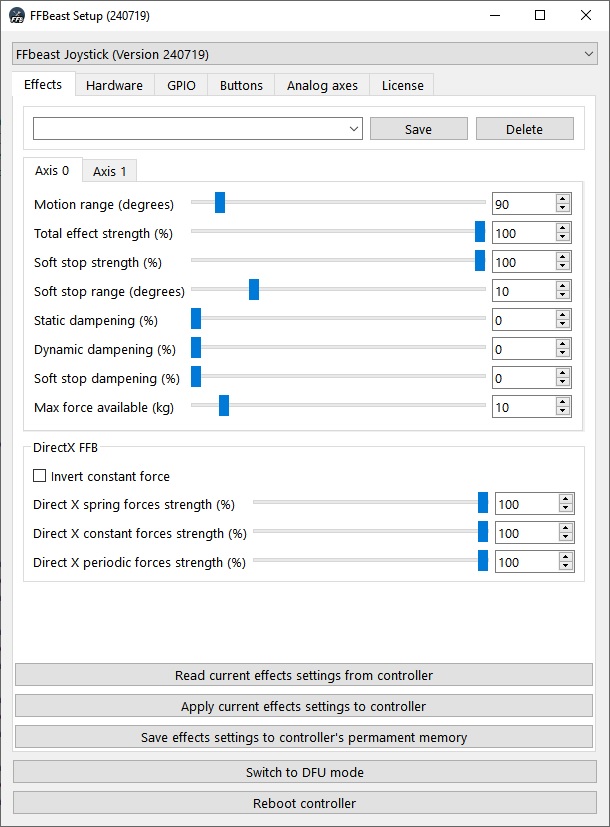 FFBeast Setup (240719)
FFbeast Joystick (Version 240719)
Effects Hardware GPIO Buttons Analog axes License
Save Delete
Axis 0 Axis 1
Motion range (degrees) 90
Total effect strength (%) 100
Soft stop strength (%) 100
Soft stop range (degrees) 10
Static dampening (%) 0
Dynamic dampening (%) 0
Soft stop dampening (%) 0
Max force available (kg) 10
DirectX FFB
Invert constant force
Direct X spring forces strength (%) 100
Direct X constant forces strength (%) 100
Direct X periodic forces strength (%) 100
Read current effects settings from controller
Apply current effects settings to controller
Save effects settings to controller's permament memory
Switch to DFU mode
Reboot controller